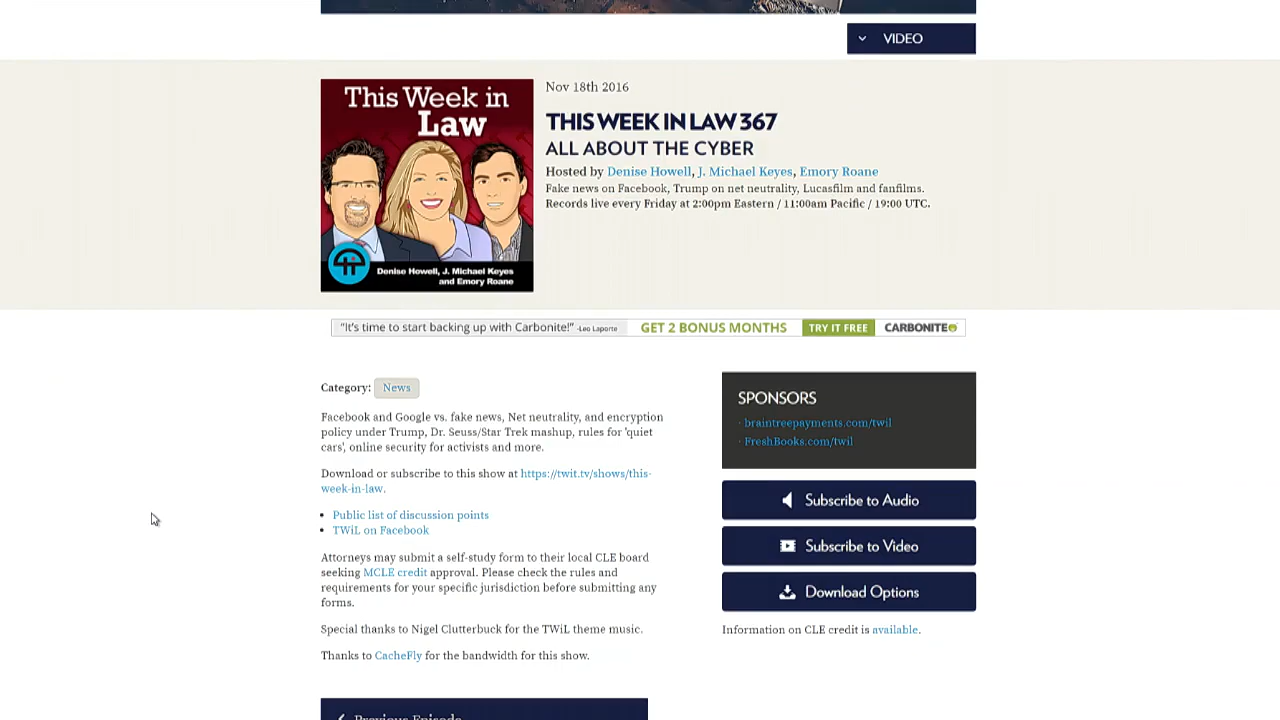 VIDEO
This Week in
Law
Denise Howell, J. Michael Keyes
and Emory Roane
Nov 18th 2016
THIS WEEK IN LAW 367
ALL ABOUT THE CYBER
Hosted by Denise Howell, J. Michael Keyes, Emory Roane
Fake news on Facebook, Trump on net neutrality, Lucasfilm and fanfilms.
Records live every Friday at 2:00pm Eastern / 11:00am Pacific / 19:00 UTC.
“It’s time to start backing up with Carbonite!” -Leo Laporte GET 2 BONUS MONTHS TRY IT FREE CARBONITE
Category: News
Facebook and Google vs. fake news, Net neutrality, and encryption
policy under Trump, Dr. Seuss/Star Trek mashup, rules for 'quiet
cars', online security for activists and more.
Download or subscribe to this show at https://twit.tv/shows/this-
week-in-law.
• Public list of discussion points
• TWiL on Facebook
Attorneys may submit a self-study form to their local CLE board
seeking MCLE credit approval. Please check the rules and
requirements for your specific jurisdiction before submitting any
forms.
Special thanks to Nigel Clutterbuck for the TWiL theme music.
Thanks to CacheFly for the bandwidth for this show.
Previous Episode
SPONSORS
· braintreepayments.com/twil
· FreshBooks.com/twil
Subscribe to Audio
Subscribe to Video
Download Options
Information on CLE credit is available.